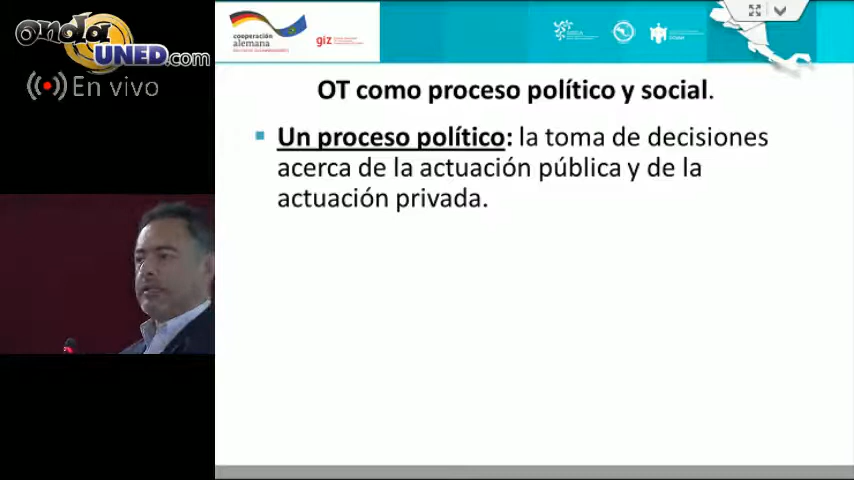 onda
UNED.com
En vivo
cooperación
alemana
giz
OT como proceso político y social.
Un proceso político: la toma de decisiones
acerca de la actuación pública y de la
actuación privada.